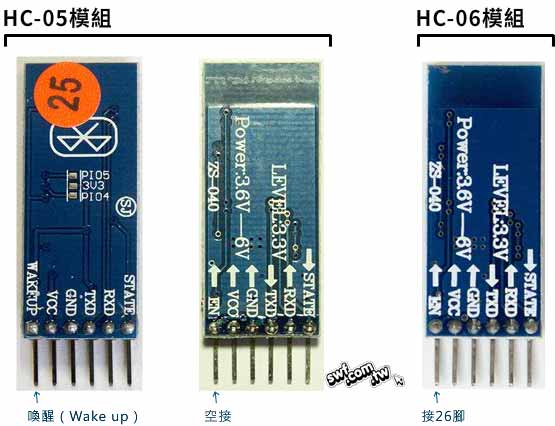 HC-05模組
HC-06模組
25
PIO5
3V3
PIO4
SJ
WAKEUP
VCC
GND
TXD
RXD
STATE
ZS-040
Power:3.6V—6V
LEVEL:3.3V
EN
VCC
GND
TXD
RXD
STATE
ZS-040
Power:3.6V—6V
LEVEL:3.3V
EN
VCC
GND
TXD
RXD
STATE
swf.com.tw
喚醒（Wake up）
空接
接26腳